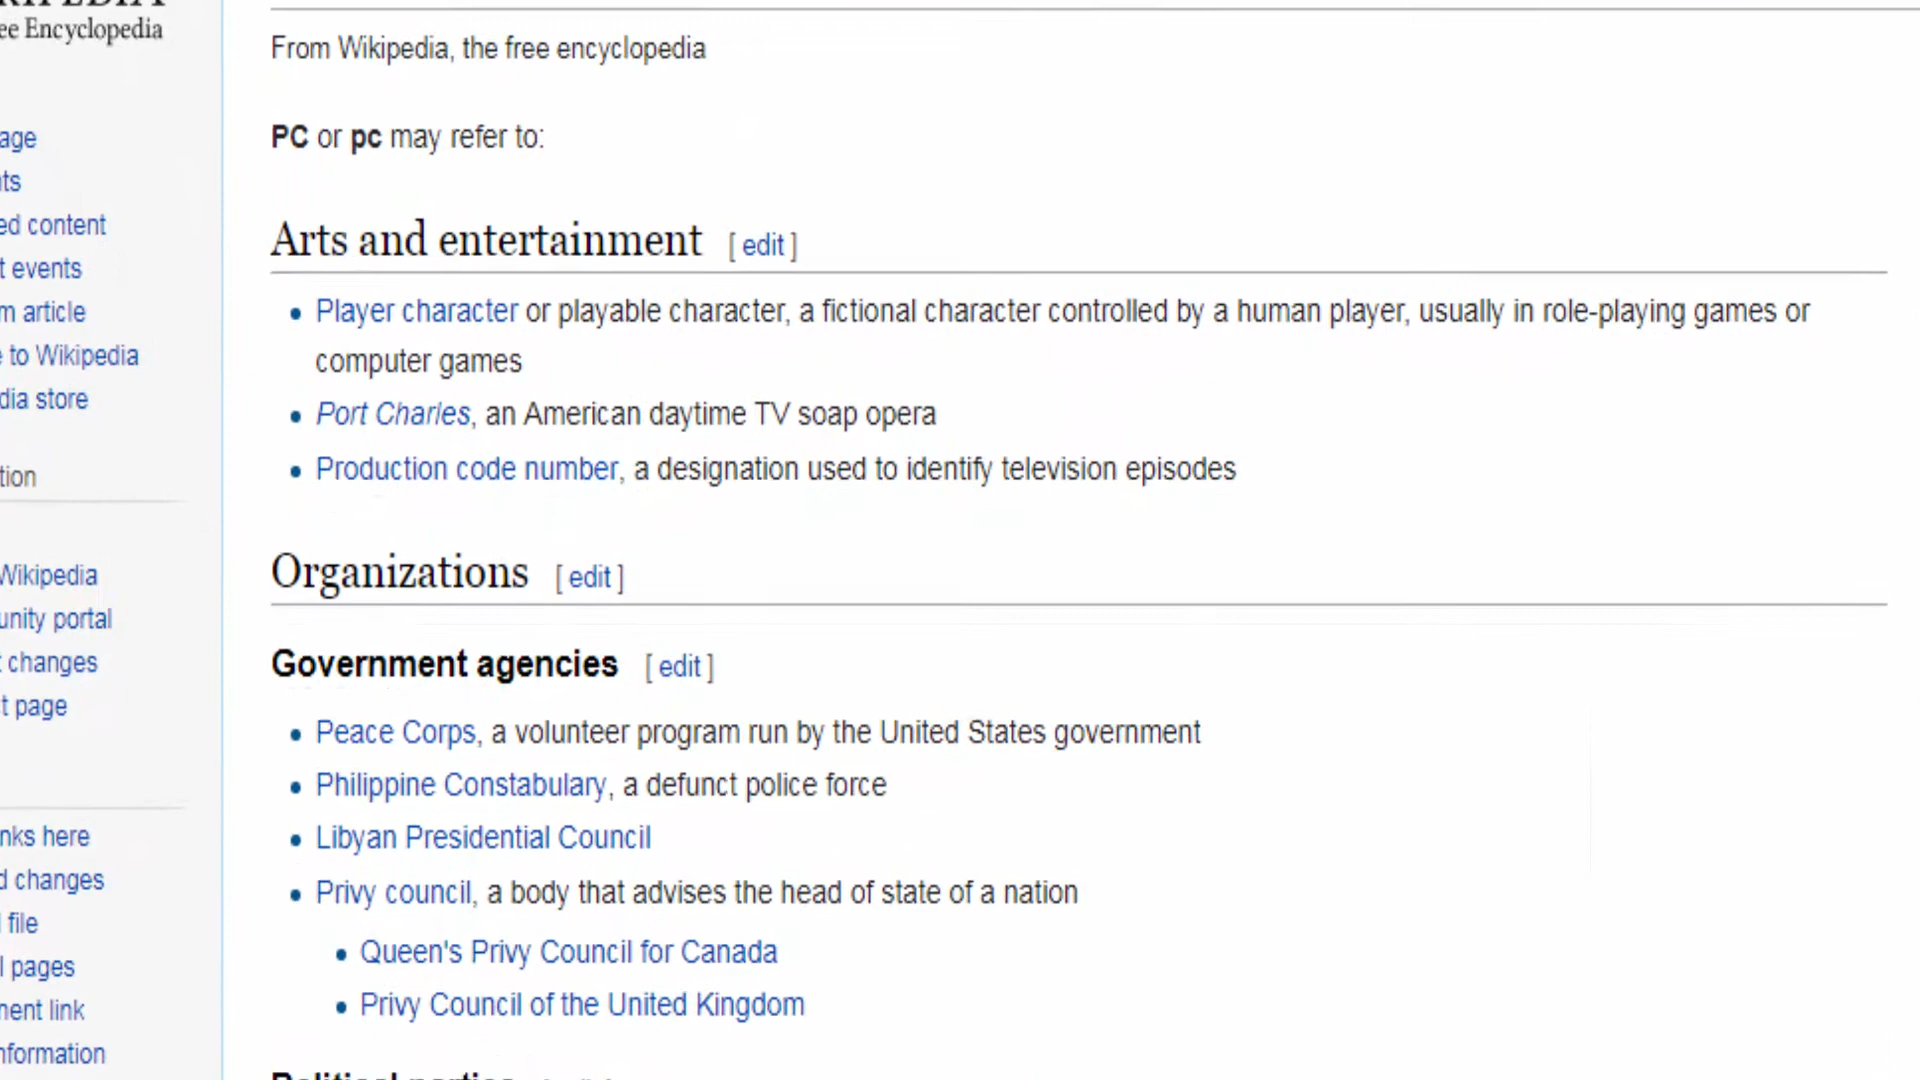 ee Encyclopedia
From Wikipedia, the free encyclopedia
PC or pc may refer to:
age
nts
ed content
t events
m article
e to Wikipedia
dia store
tion
Wikipedia
unity portal
t changes
t page
nks here
d changes
l file
l pages
nent link
nformation
Arts and entertainment [ edit ]
Player character or playable character, a fictional character controlled by a human player, usually in role-playing games or
computer games
Port Charles, an American daytime TV soap opera
Production code number, a designation used to identify television episodes
Organizations [ edit ]
Government agencies [ edit ]
Peace Corps, a volunteer program run by the United States government
Philippine Constabulary, a defunct police force
Libyan Presidential Council
Privy council, a body that advises the head of state of a nation
Queen's Privy Council for Canada
Privy Council of the United Kingdom
Political parties